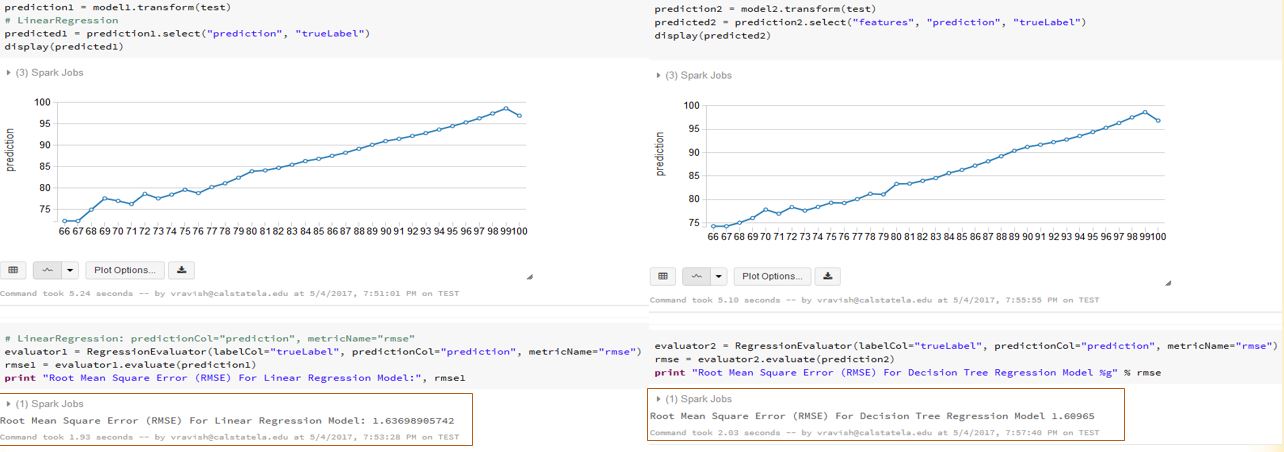 prediction1 = model1.transform(test)
# LinearRegression
predicted1 = prediction1.select("prediction", "trueLabel")
display(predicted1)
(3) Spark Jobs
100
95
90
85
80
75
prediction
66 67 68 69 70 71 72 73 74 75 76 77 78 79 80 81 82 83 84 85 86 87 88 89 90 91 92 93 94 95 96 97 98 99 100
Plot Options...
Command took 5.24 seconds -- by vravish@calstatela.edu at 5/4/2017, 7:51:01 PM on TEST
# LinearRegression: predictionCol="prediction", metricName="rmse"
evaluator1 = RegressionEvaluator(labelCol="trueLabel", predictionCol="prediction", metricName="rmse")
rmse1 = evaluator1.evaluate(prediction1)
print "Root Mean Square Error (RMSE) For Linear Regression Model:", rmse1
(1) Spark Jobs
Root Mean Square Error (RMSE) For Linear Regression Model: 1.63698905742
Command took 1.93 seconds -- by vravish@calstatela.edu at 5/4/2017, 7:53:28 PM on TEST
prediction2 = model2.transform(test)
predicted2 = prediction2.select("features", "prediction", "trueLabel")
display(predicted2)
(3) Spark Jobs
100
95
90
85
80
75
prediction
66 67 68 69 70 71 72 73 74 75 76 77 78 79 80 81 82 83 84 85 86 87 88 89 90 91 92 93 94 95 96 97 98 99 100
Plot Options...
Command took 5.10 seconds -- by vravish@calstatela.edu at 5/4/2017, 7:55:55 PM on TEST
evaluator2 = RegressionEvaluator(labelCol="trueLabel", predictionCol="prediction", metricName="rmse")
rmse = evaluator2.evaluate(prediction2)
print "Root Mean Square Error (RMSE) For Decision Tree Regression Model %g" % rmse
(1) Spark Jobs
Root Mean Square Error (RMSE) For Decision Tree Regression Model 1.60965
Command took 2.03 seconds -- by vravish@calstatela.edu at 5/4/2017, 7:57:40 PM on TEST